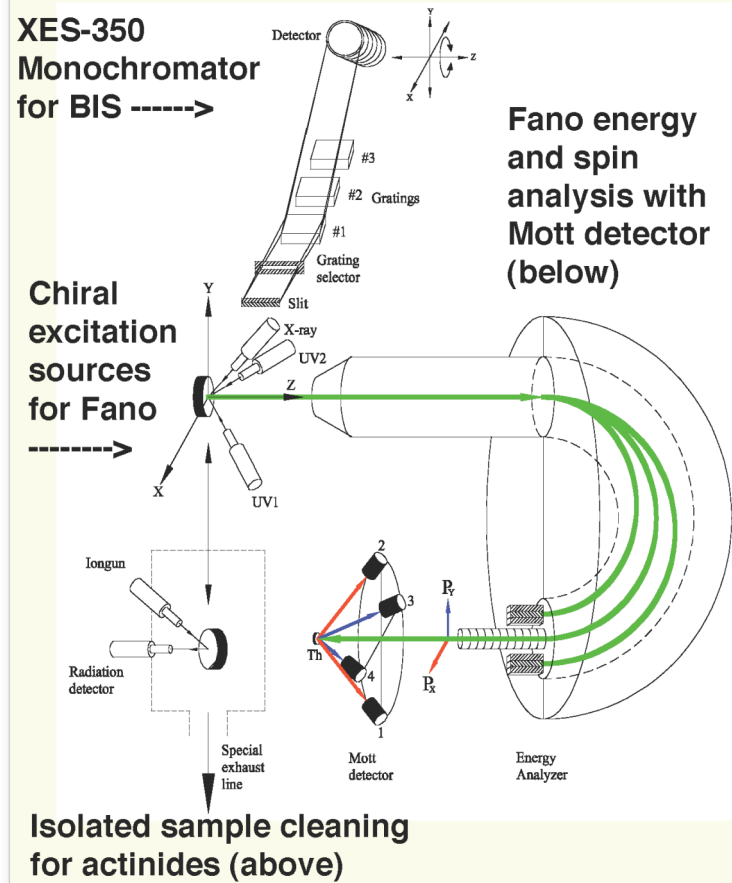 XES-350
Monochromator
for BIS ------>
Detector
Y
Z
X
#3
#2 Gratings
#1
Grating
selector
Slit
Fano energy
and spin
analysis with
Mott detector
(below)
Chiral
excitation
sources
for Fano
-------->
Y
X-ray
UV2
Z
X
UV1
Iongun
Radiation
detector
Special
exhaust
line
2
3
Th
4
1
Mott
detector
PY
PX
Energy
Analyzer
Isolated sample cleaning
for actinides (above)